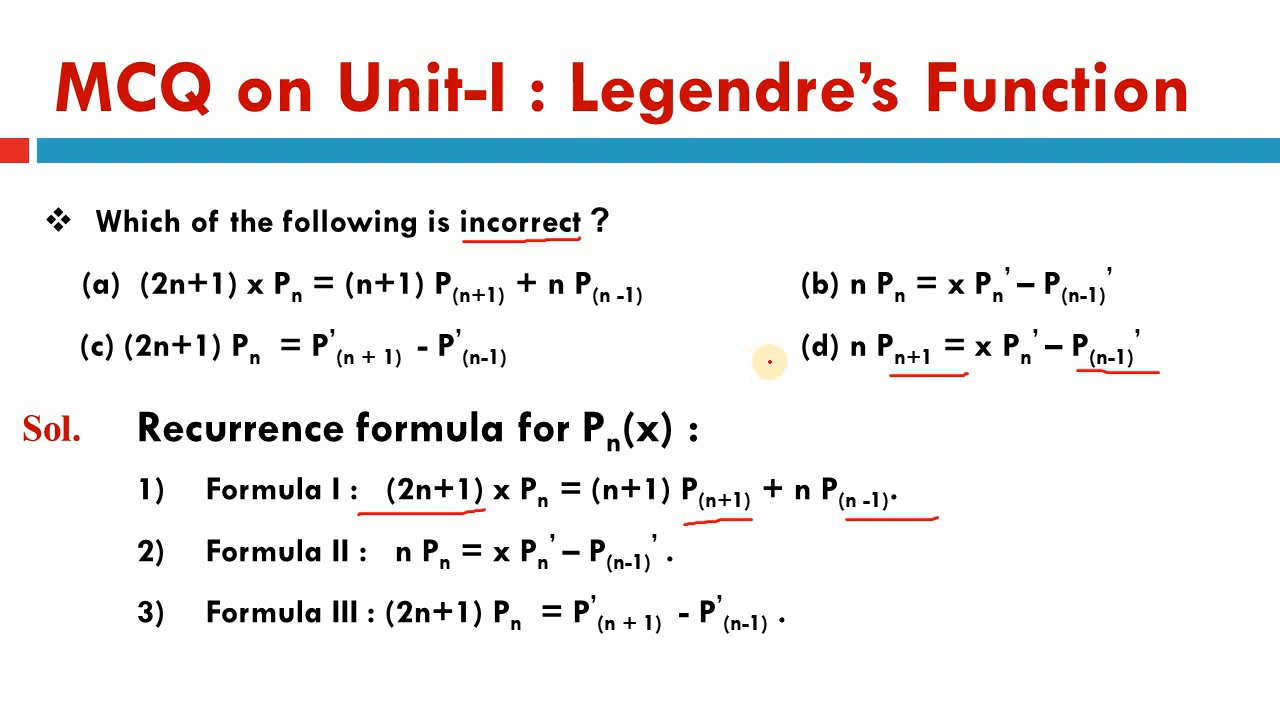 MCQ on Unit-I : Legendre’s Function
❖ Which of the following is incorrect ?
(a) (2n+1) x Pₙ = (n+1) P₍ₙ₊₁₎ + n P₍ₙ ₋₁₎ (b) n Pₙ = x Pₙ’ – P₍ₙ₋₁₎’
(c) (2n+1) Pₙ = P’₍ₙ ₊ ₁₎ - P’₍ₙ₋₁₎ (d) n Pₙ₊₁ = x Pₙ’ – P₍ₙ₋₁₎’
Sol. Recurrence formula for Pₙ(x) :
1) Formula I : (2n+1) x Pₙ = (n+1) P₍ₙ₊₁₎ + n P₍ₙ ₋₁₎.
2) Formula II : n Pₙ = x Pₙ’ – P₍ₙ₋₁₎’ .
3) Formula III : (2n+1) Pₙ = P’₍ₙ ₊ ₁₎ - P’₍ₙ₋₁₎ .